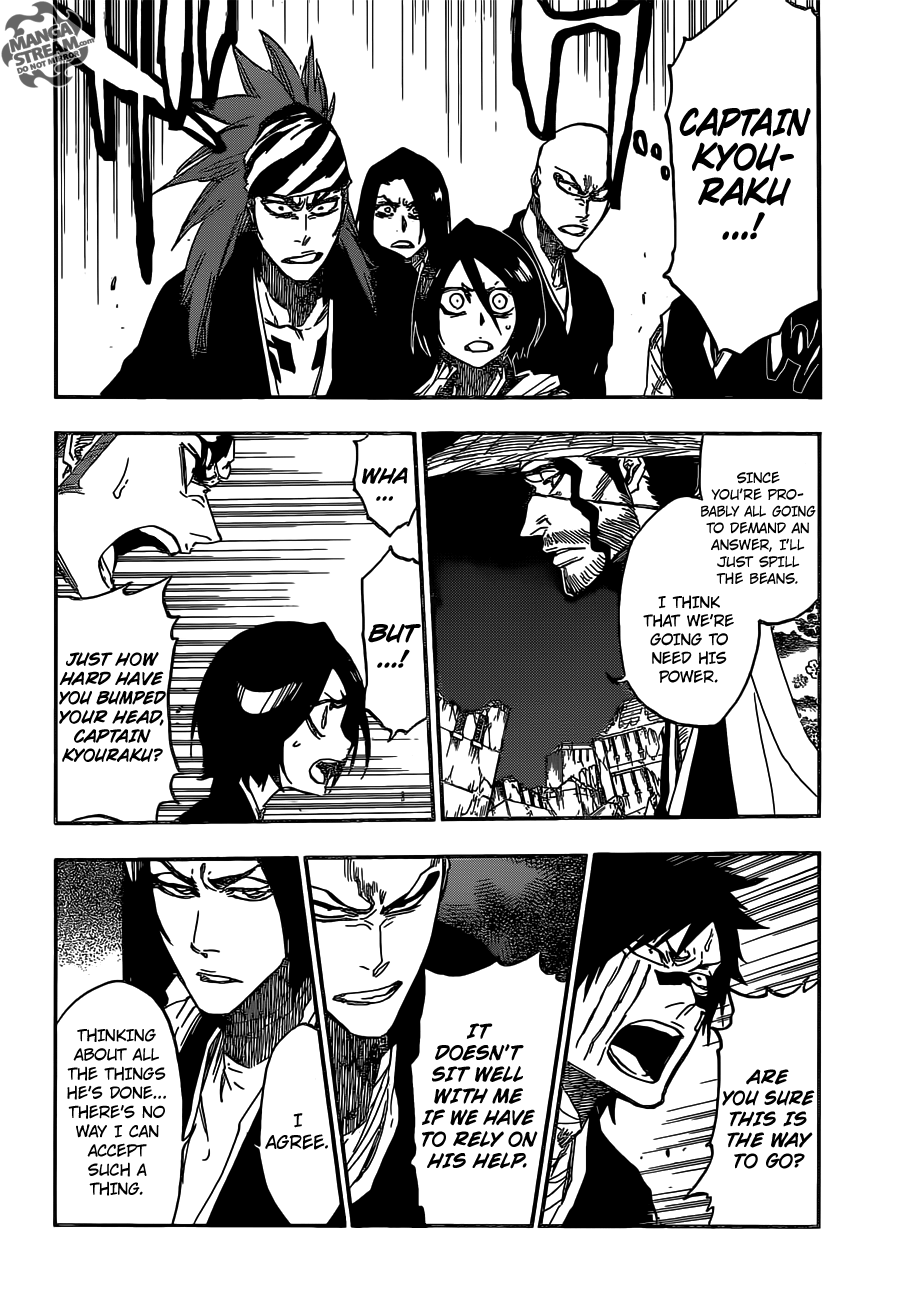 MANGA
STREAM.com
DO NOT MIRROR
CAPTAIN
KYOU-
RAKU
...!
SINCE
YOU'RE PRO-
BABLY ALL GOING
TO DEMAND AN
ANSWER, I'LL
JUST SPILL
THE BEANS.
I THINK
THAT WE'RE
GOING TO
NEED HIS
POWER.
WHA
...
BUT
...!
JUST HOW
HARD HAVE
YOU BUMPED
YOUR HEAD,
CAPTAIN
KYOURAKU?
ARE
YOU SURE
THIS IS
THE WAY
TO GO?
IT
DOESN'T
SIT WELL
WITH ME
IF WE HAVE
TO RELY ON
HIS HELP.
I
AGREE.
THINKING
ABOUT ALL
THE THINGS
HE'S DONE...
THERE'S NO
WAY I CAN
ACCEPT
SUCH A
THING.